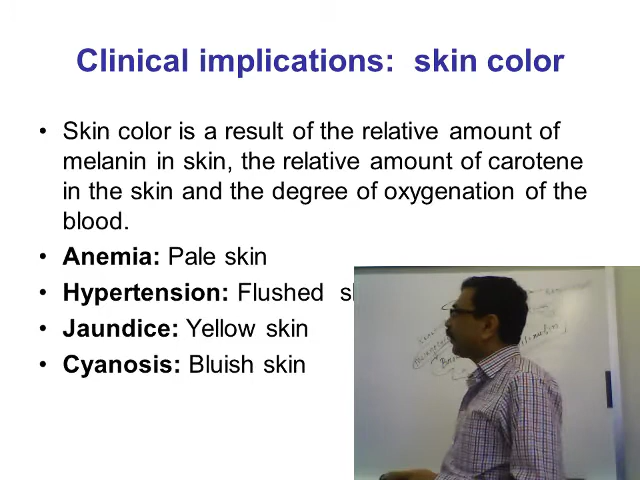 Clinical implications: skin color
• Skin color is a result of the relative amount of
melanin in skin, the relative amount of carotene
in the skin and the degree of oxygenation of the
blood.
• Anemia: Pale skin
• Hypertension: Flushed
• Jaundice: Yellow skin
• Cyanosis: Bluish skin